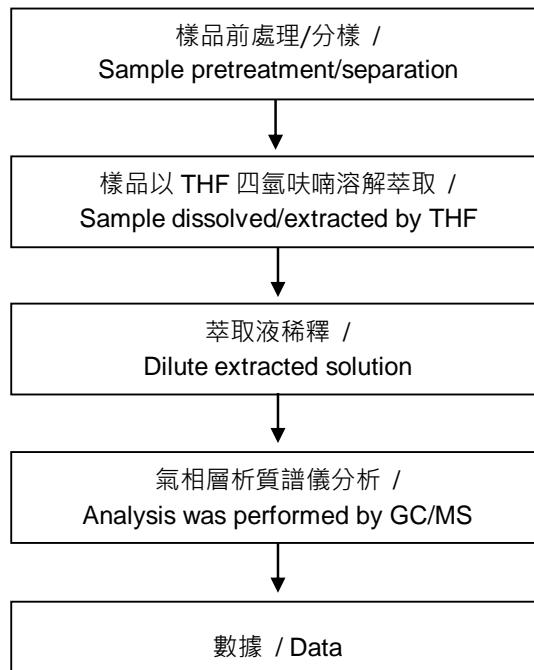 樣品前處理/分樣 /
Sample pretreatment/separation
樣品以 THF 四氫呋喃溶解萃取 /
Sample dissolved/extracted by THF
萃取液稀釋 /
Dilute extracted solution
氣相層析質譜儀分析 /
Analysis was performed by GC/MS
數據 / Data